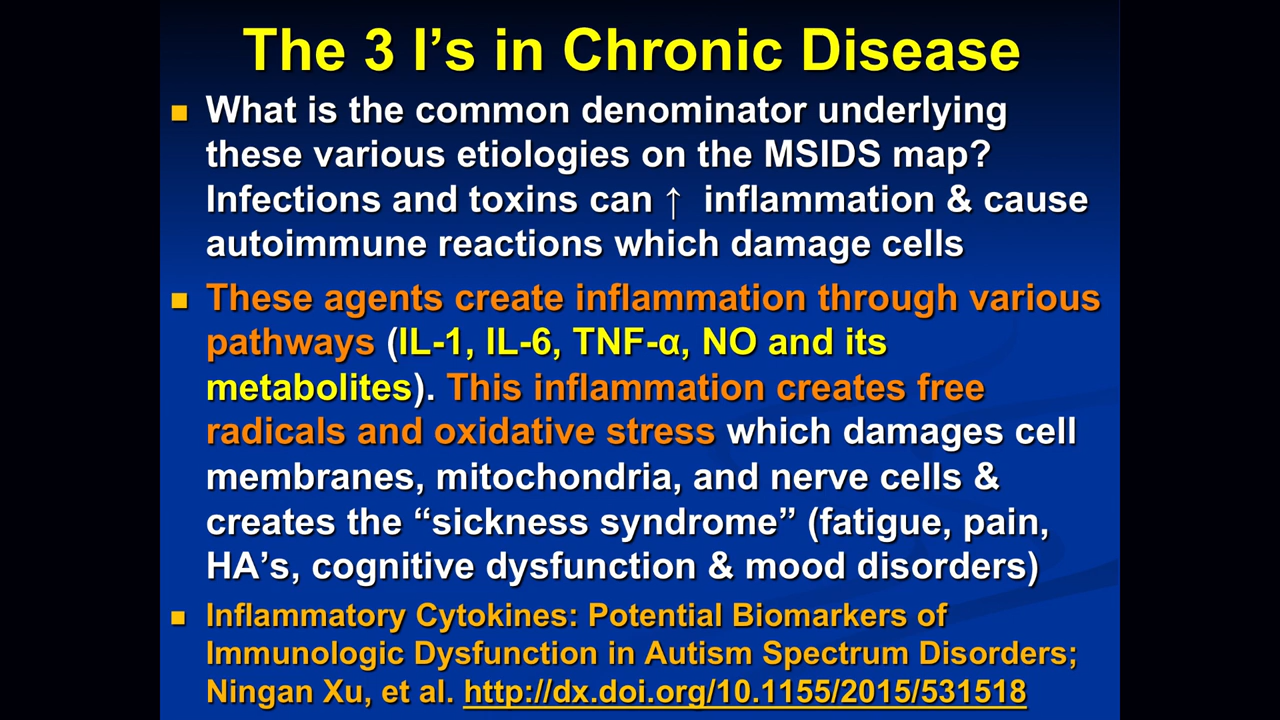 The 3 I’s in Chronic Disease
What is the common denominator underlying
these various etiologies on the MSIDS map?
Infections and toxins can ↑ inflammation & cause
autoimmune reactions which damage cells
These agents create inflammation through various
pathways (IL-1, IL-6, TNF-α, NO and its
metabolites). This inflammation creates free
radicals and oxidative stress which damages cell
membranes, mitochondria, and nerve cells &
creates the “sickness syndrome” (fatigue, pain,
HA’s, cognitive dysfunction & mood disorders)
Inflammatory Cytokines: Potential Biomarkers of
Immunologic Dysfunction in Autism Spectrum Disorders;
Ningan Xu, et al. http://dx.doi.org/10.1155/2015/531518